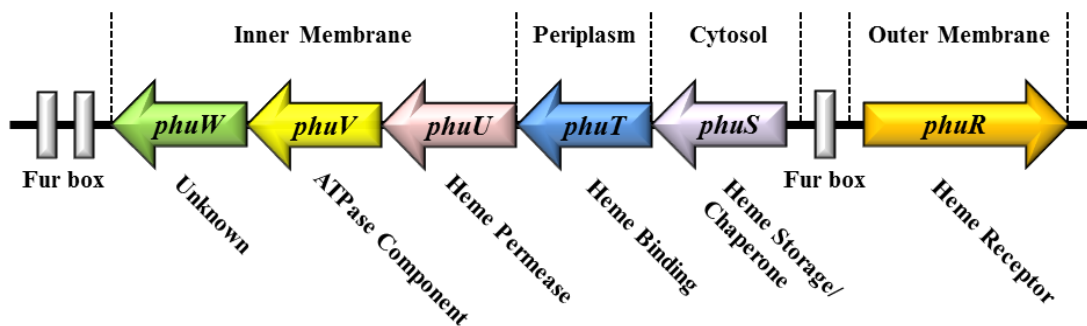 Inner Membrane
Periplasm
Cytosol
Outer Membrane
phuW
phuV
phuU
phuT
phuS
phuR
Fur box
Fur box
Unknown
ATPase Component
Heme Permease
Heme Binding
Heme Storage/
Chaperone
Heme Receptor